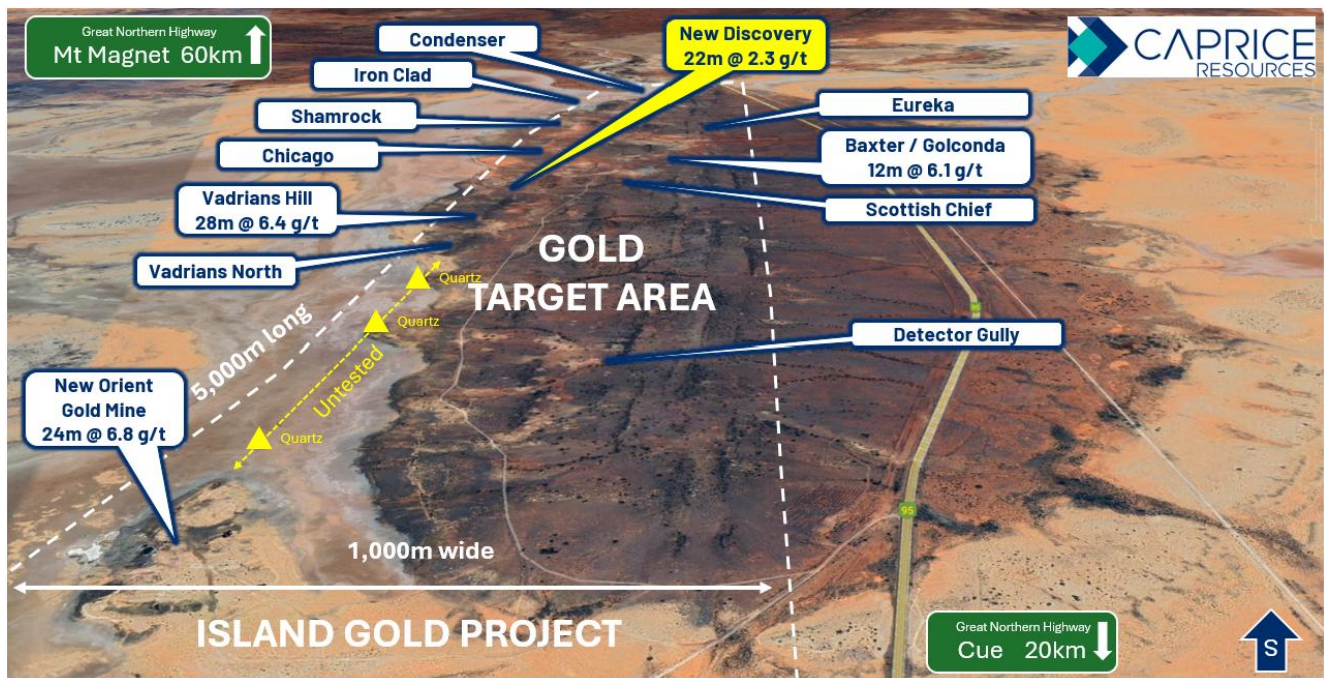 Great Northern Highway
Mt Magnet 60km
Condenser
New Discovery
22m @ 2.3 g/t
CAPRICE
RESOURCES
Iron Clad
Eureka
Shamrock
Baxter / Golconda
12m @ 6.1 g/t
Chicago
Vadrians Hill
28m @ 6.4 g/t
Scottish Chief
Vadrians North
GOLD
TARGET AREA
Quartz
Quartz
5,000m long
Untested
Detector Gully
New Orient
Gold Mine
24m @ 6.8 g/t
Quartz
95
1,000m wide
ISLAND GOLD PROJECT
Great Northern Highway
Cue 20km
S